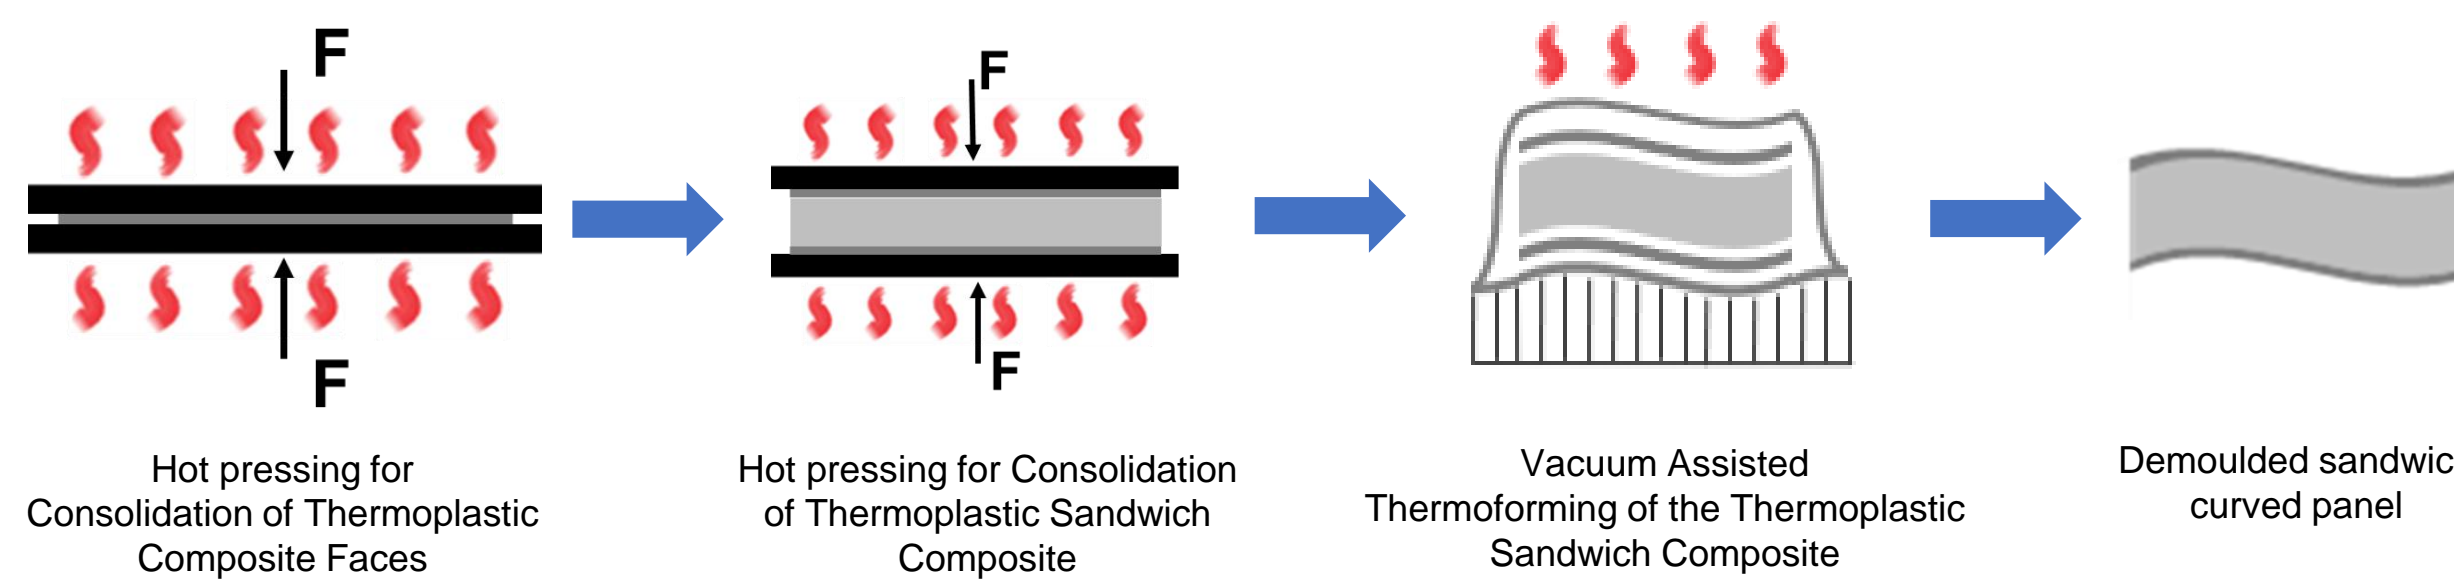 F
F
Hot pressing for
Consolidation of Thermoplastic
Composite Faces
F
F
Hot pressing for Consolidation
of Thermoplastic Sandwich
Composite
Vacuum Assisted
Thermoforming of the Thermoplastic
Sandwich Composite
Demoulded sandwic
curved panel